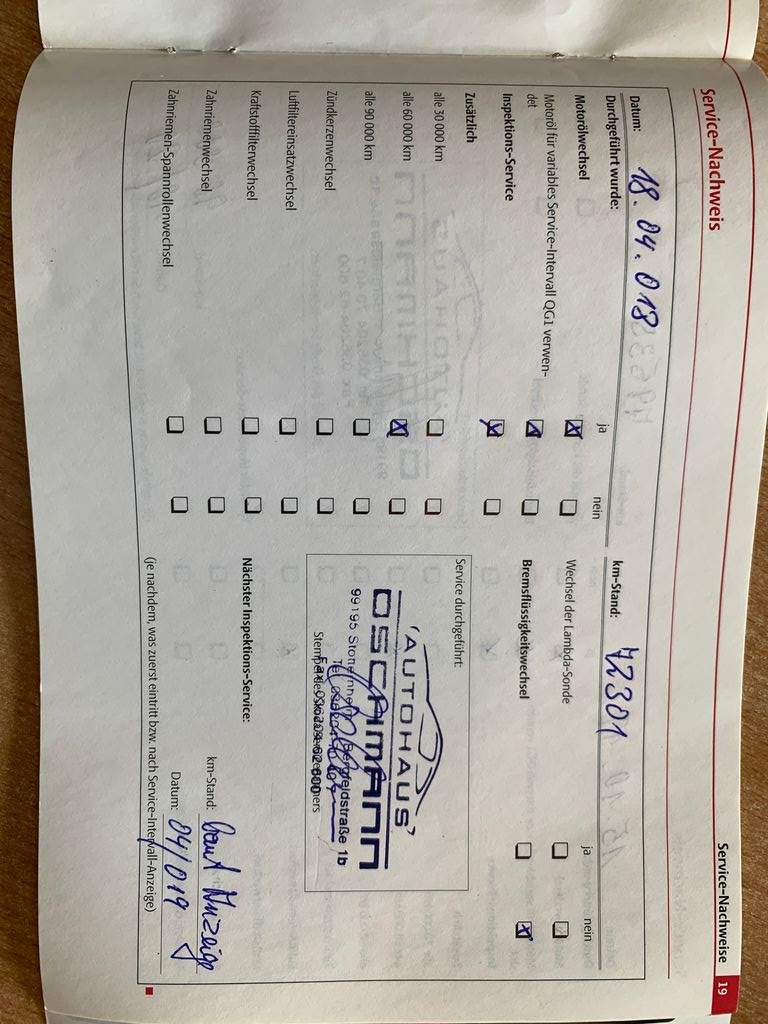 Service-Nachweise 19
Service-Nachweis
Datum: 18.04.018
km-Stand: 72301
Durchgeführt wurde: ja nein
ja nein
Motorölwechsel
Motoröl für variables Service-Intervall QG1 verwen-
det
Inspektions-Service
Zusätzlich
alle 30 000 km
alle 60 000 km
alle 90 000 km
Zündkerzenwechsel
Luftfiltereinsatzwechsel
Kraftstofffilterwechsel
Zahnriemenwechsel
Zahnriemen-Spannrollenwechsel
Wechsel der Lambda-Sonde
Bremsflüssigkeitswechsel
Service durchgeführt:
'AUTOHAUS'
OSCHMANN
99195 Bergfeldstraße 1b
Nächster Inspektions-Service:
km-Stand: laut Anzeige
Datum: 04/019
(je nachdem, was zuerst eintritt bzw. nach Service-Intervall-Anzeige)